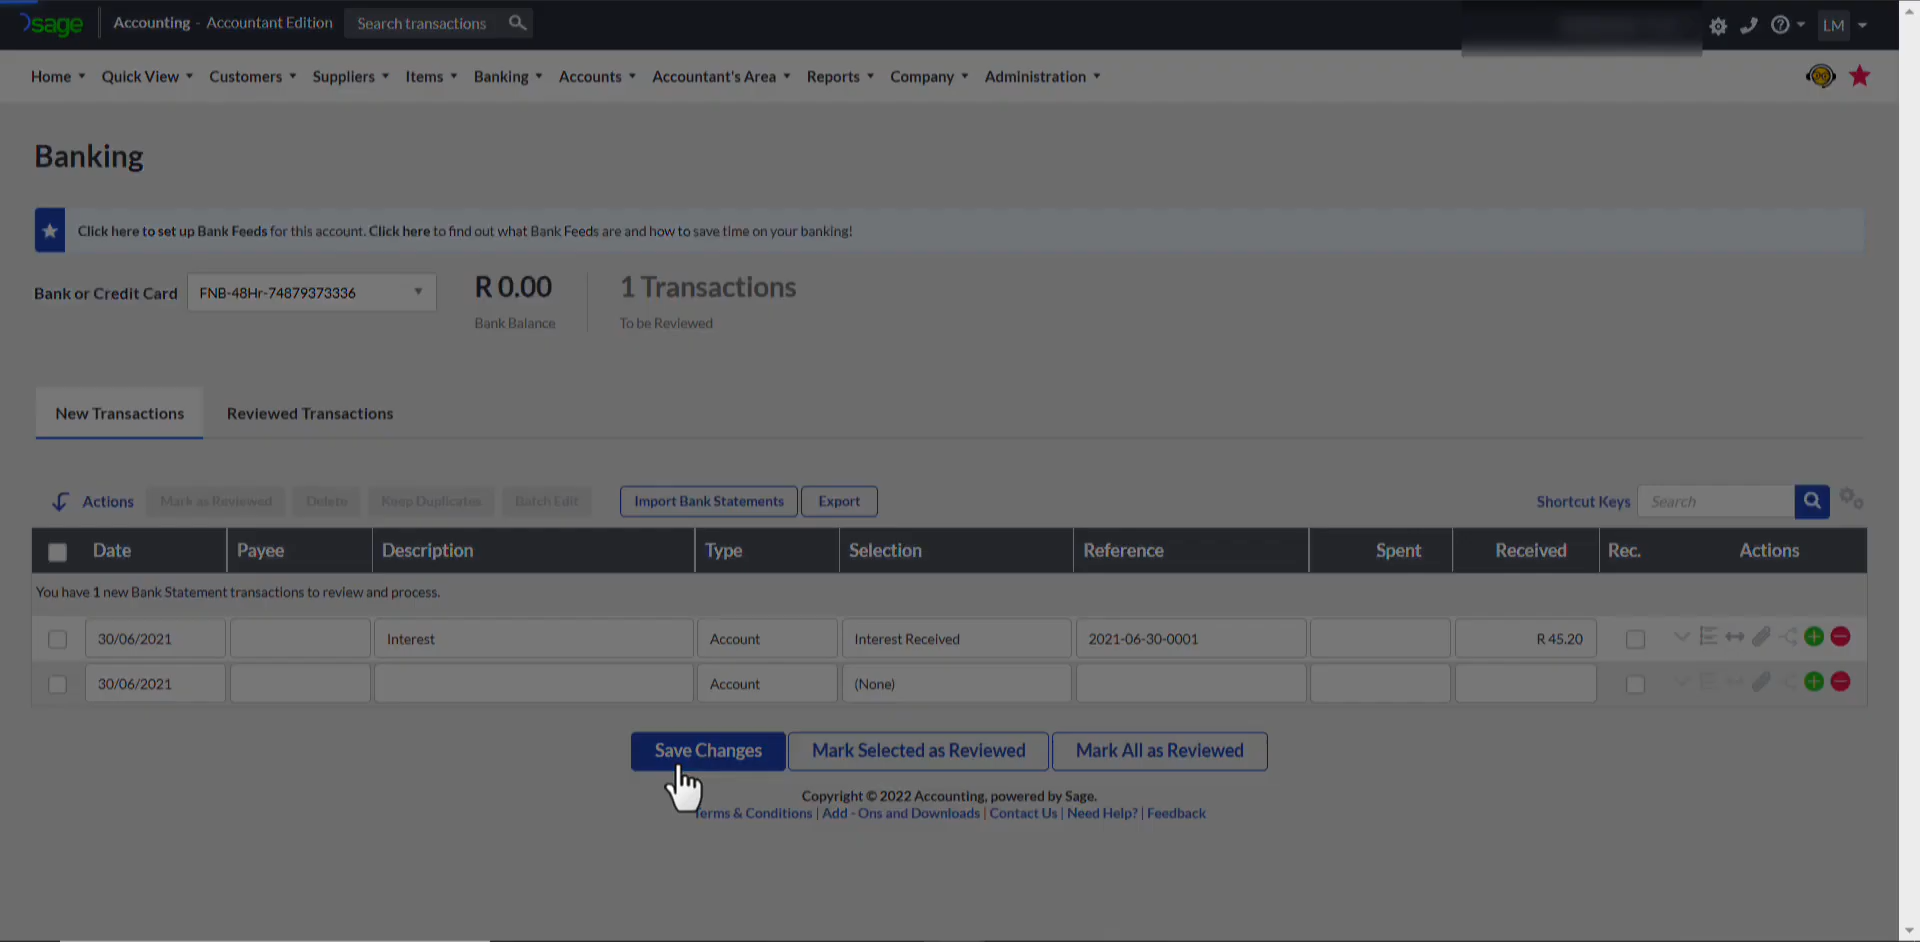 sage Accounting - Accountant Edition Search transactions LM
Home Quick View Customers Suppliers Items Banking Accounts Accountant's Area Reports Company Administration
Banking
Click here to set up Bank Feeds for this account. Click here to find out what Bank Feeds are and how to save time on your banking!
Bank or Credit Card FNB-48Hr-74879373336 R 0.00 1 Transactions
Bank Balance To be Reviewed
New Transactions Reviewed Transactions
Actions Mark as Reviewed Delete Keep Duplicates Batch Edit Import Bank Statements Export Shortcut Keys Search
Date Payee Description Type Selection Reference Spent Received Rec. Actions
You have 1 new Bank Statement transactions to review and process.
30/06/2021 Interest Account Interest Received 2021-06-30-0001 R 45.20
30/06/2021 Account (None)
Save Changes Mark Selected as Reviewed Mark All as Reviewed
Copyright © 2022 Accounting, powered by Sage.
Terms & Conditions | Add - Ons and Downloads | Contact Us | Need Help? | Feedback